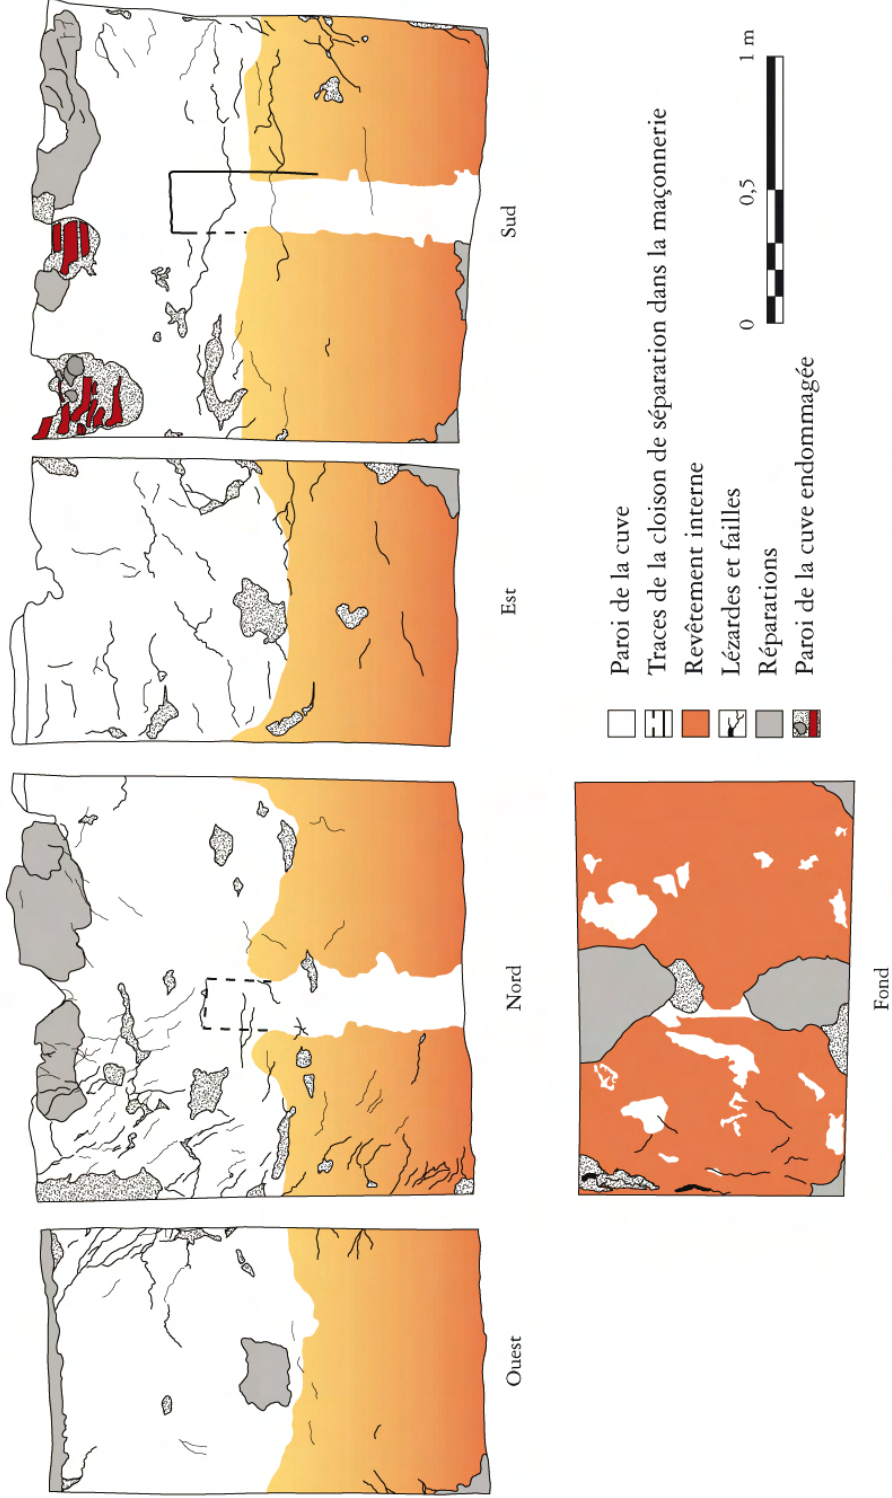 Ouest
Nord
Est
Sud
Fond
Paroi de la cuve
Traces de la cloison de séparation dans la maçonnerie
Revêtement interne
Lézardes et failles
Réparations
Paroi de la cuve endommagée
0 0,5 1 m